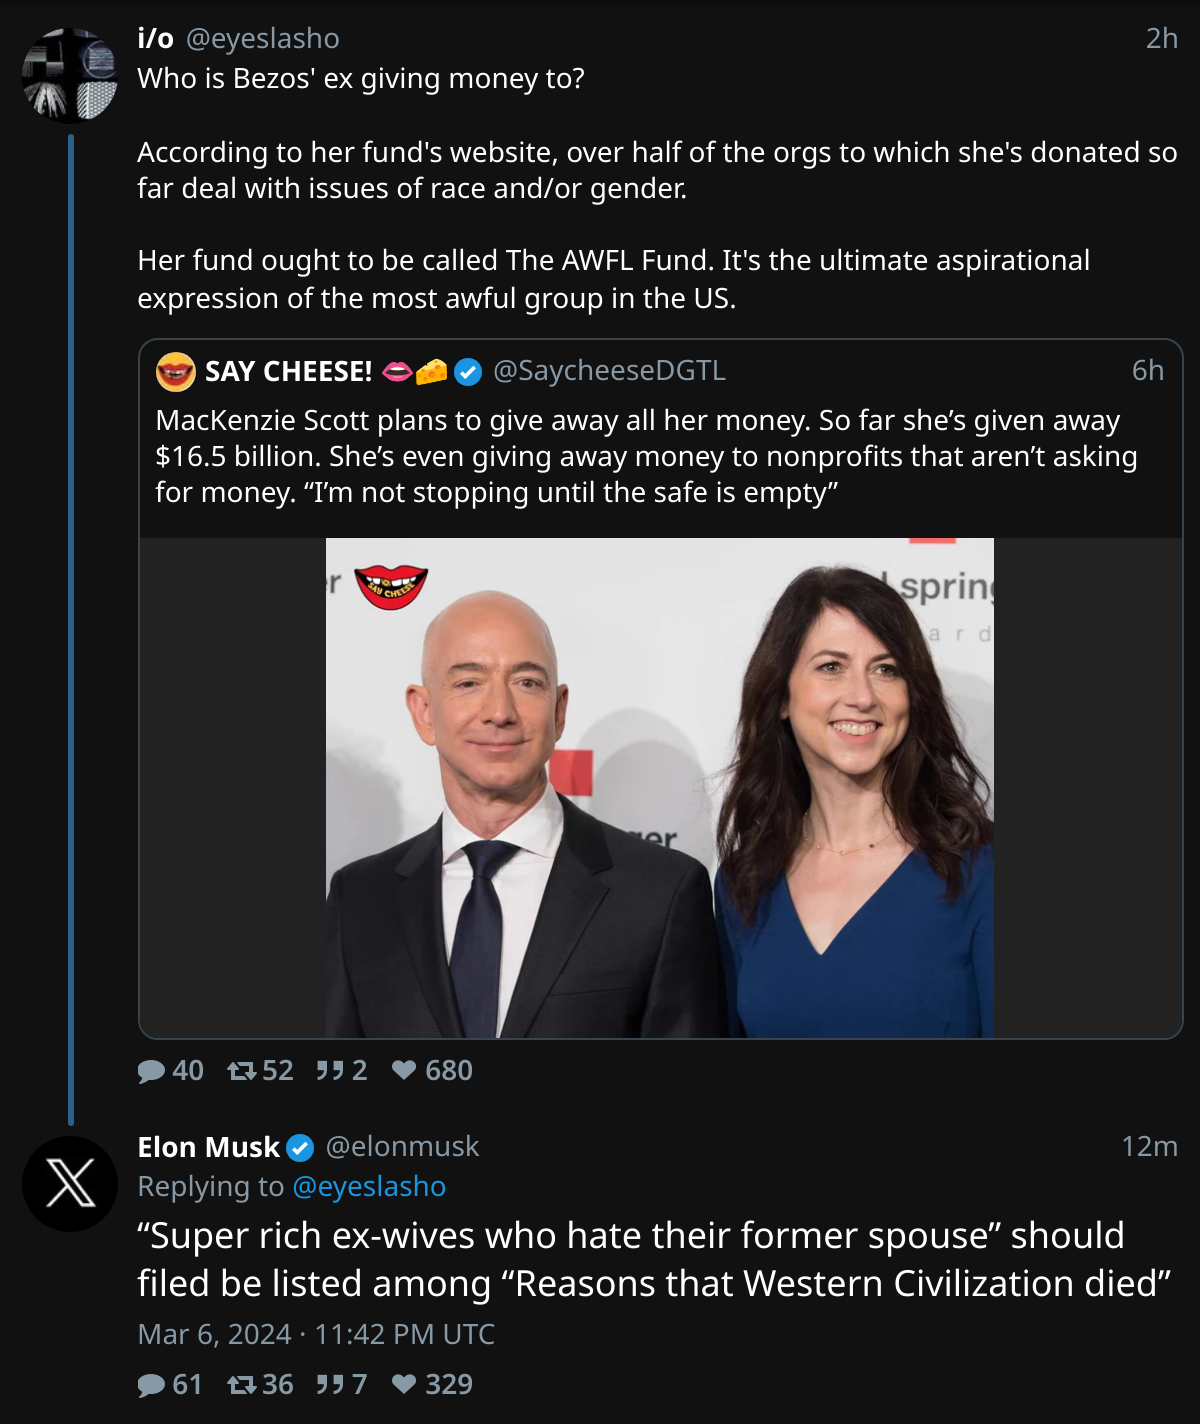 i/o @eyeslasho 2h
Who is Bezos' ex giving money to?
According to her fund's website, over half of the orgs to which she's donated so
far deal with issues of race and/or gender.
Her fund ought to be called The AWFL Fund. It's the ultimate aspirational
expression of the most awful group in the US.
SAY CHEESE! 👄🧀 @SaycheeseDGTL 6h
MacKenzie Scott plans to give away all her money. So far she’s given away
$16.5 billion. She’s even giving away money to nonprofits that aren’t asking
for money. “I’m not stopping until the safe is empty”
r
SAY CHEESE
l spring
ard
ger
40 52 2 680
Elon Musk @elonmusk 12m
Replying to @eyeslasho
“Super rich ex-wives who hate their former spouse” should
filed be listed among “Reasons that Western Civilization died”
Mar 6, 2024 · 11:42 PM UTC
61 36 7 329